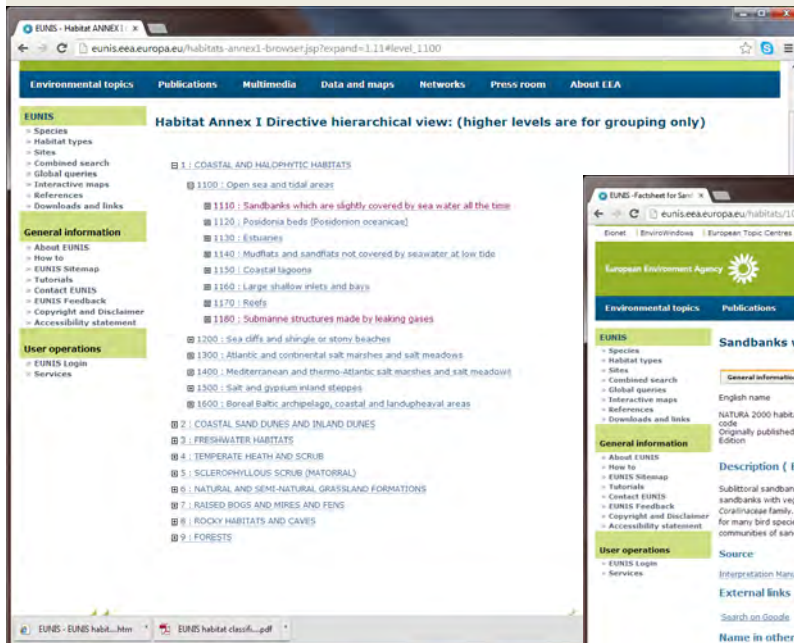 EUNIS - Habitat ANNEX I
eunis.eea.europa.eu/habitats-annex1-browser.jsp?expand=1,11#level_1100
Environmental topics Publications Multimedia Data and maps Networks Press room About EEA
EUNIS
» Species
» Habitat types
» Sites
» Combined search
» Global queries
» Interactive maps
» References
» Downloads and links
General information
» About EUNIS
» How to
» EUNIS Sitemap
» Tutorials
» Contact EUNIS
» EUNIS Feedback
» Copyright and Disclaimer
» Accessibility statement
User operations
» EUNIS Login
» Services
Habitat Annex I Directive hierarchical view: (higher levels are for grouping only)
1 : COASTAL AND HALOPHYTIC HABITATS
1100 : Open sea and tidal areas
1110 : Sandbanks which are slightly covered by sea water all the time
1120 : Posidonia beds (Posidonion oceanicae)
1130 : Estuaries
1140 : Mudflats and sandflats not covered by seawater at low tide
1150 : Coastal lagoons
1160 : Large shallow inlets and bays
1170 : Reefs
1180 : Submarine structures made by leaking gases
1200 : Sea cliffs and shingle or stony beaches
1300 : Atlantic and continental salt marshes and salt meadows
1400 : Mediterranean and thermo-Atlantic salt marshes and salt meadows
1500 : Salt and gypsum inland steppes
1600 : Boreal Baltic archipelago, coastal and landupheaval areas
2 : COASTAL SAND DUNES AND INLAND DUNES
3 : FRESHWATER HABITATS
4 : TEMPERATE HEATH AND SCRUB
5 : SCLEROPHYLLOUS SCRUB (MATORRAL)
6 : NATURAL AND SEMI-NATURAL GRASSLAND FORMATIONS
7 : RAISED BOGS AND MIRES AND FENS
8 : ROCKY HABITATS AND CAVES
9 : FORESTS
EUNIS - EUNIS habit....htm EUNIS habitat classifi....pdf
EUNIS -Factsheet for Sand
eunis.eea.europa.eu/habitats/10
Eionet EnviroWindows European Topic Centres
European Environment Agency
Environmental topics Publications
EUNIS
» Species
» Habitat types
» Sites
» Combined search
» Global queries
» Interactive maps
» References
» Downloads and links
General information
» About EUNIS
» How to
» EUNIS Sitemap
» Tutorials
» Contact EUNIS
» EUNIS Feedback
» Copyright and Disclaimer
» Accessibility statement
User operations
» EUNIS Login
» Services
Sandbanks
General information
English name
NATURA 2000 habit
code
Originally published
Edition
Description (
Sublittoral sandban
sandbanks with veg
Corallinaceae family.
for many bird specie
communities of san
Source
Interpretation Man
External links
Search on Google
Name in other